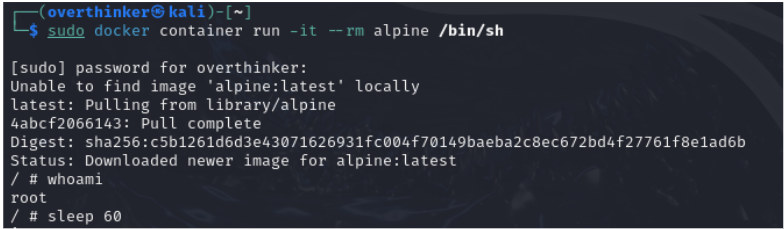 ┌──(overthinker㉿kali)-[~]
└─$ sudo docker container run -it --rm alpine /bin/sh
[sudo] password for overthinker:
Unable to find image 'alpine:latest' locally
latest: Pulling from library/alpine
4abcf2066143: Pull complete
Digest: sha256:c5b1261d6d3e43071626931fc004f70149baeba2c8ec672bd4f27761f8e1ad6b
Status: Downloaded newer image for alpine:latest
/ # whoami
root
/ # sleep 60